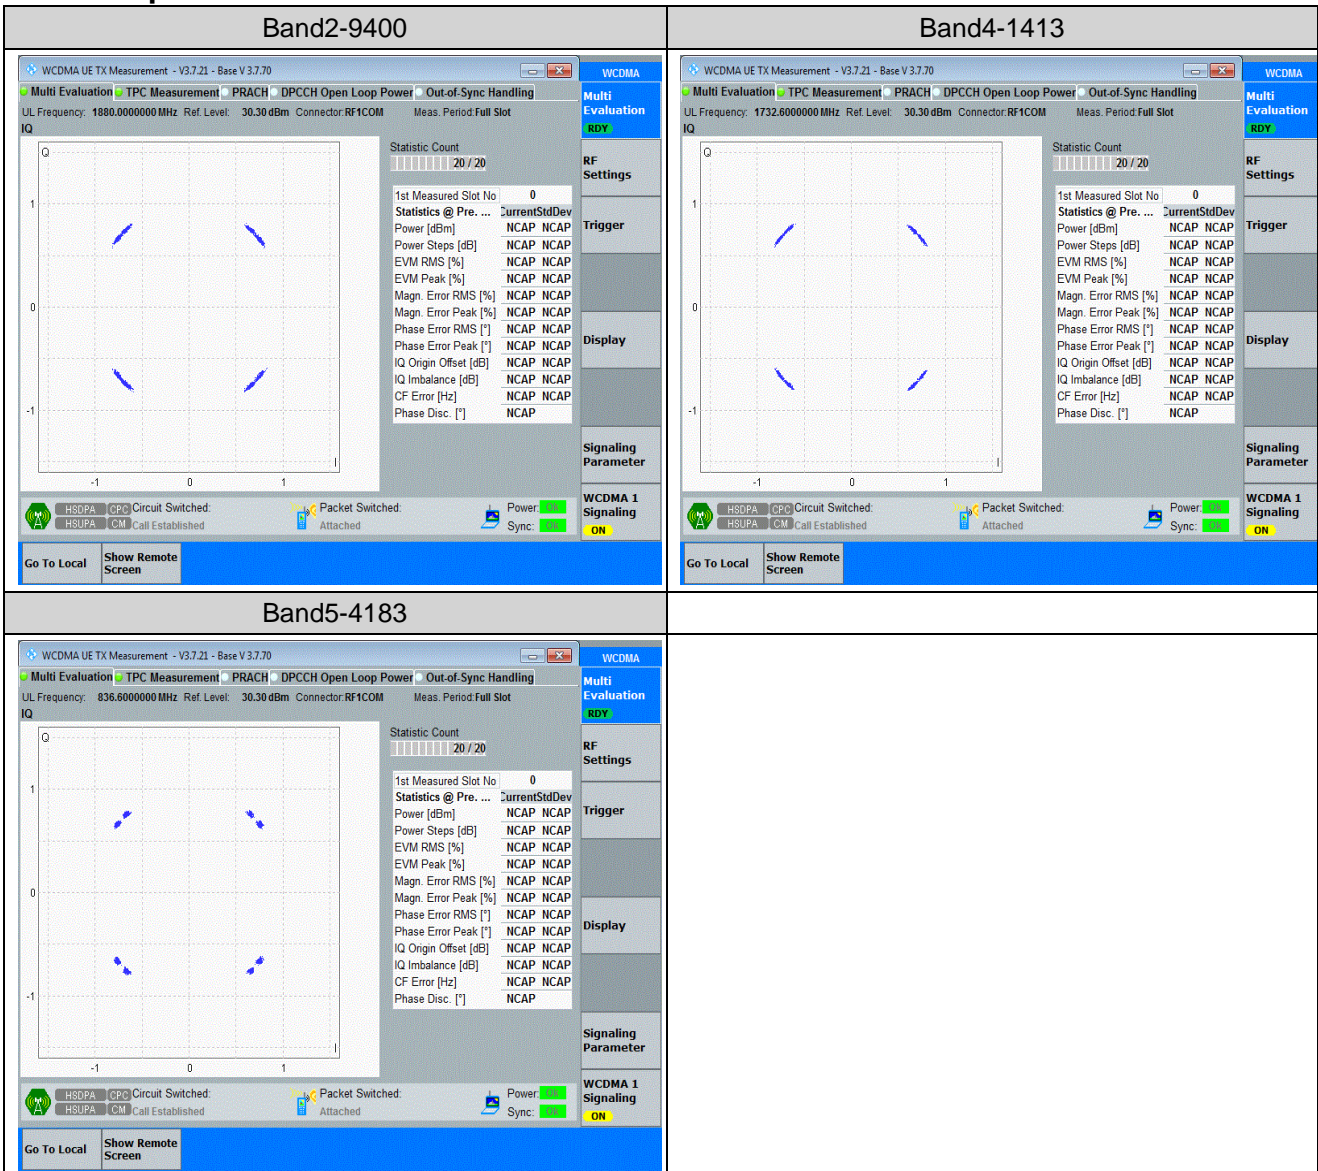 Band2-9400
Band4-1413
WCDMA UE TX Measurement - V3.7.21 - Base V 3.7.70
WCDMA
Multi Evaluation TPC Measurement PRACH DPCCH Open Loop Power Out-of-Sync Handling
UL Frequency: 1880.0000000 MHz Ref. Level: 30.30 dBm Connector: RF1COM Meas. Period: Full Slot
IQ
Q
1
0
-1
-1 0 1
I
Statistic Count
20 / 20
1st Measured Slot No 0
Statistics @ Pre. ... CurrentStdDev
Power [dBm] NCAP NCAP
Power Steps [dB] NCAP NCAP
EVM RMS [%] NCAP NCAP
EVM Peak [%] NCAP NCAP
Magn. Error RMS [%] NCAP NCAP
Magn. Error Peak [%] NCAP NCAP
Phase Error RMS [°] NCAP NCAP
Phase Error Peak [°] NCAP NCAP
IQ Origin Offset [dB] NCAP NCAP
IQ Imbalance [dB] NCAP NCAP
CF Error [Hz] NCAP NCAP
Phase Disc. [°] NCAP
Multi
Evaluation
RDY
RF
Settings
Trigger
Display
Signaling
Parameter
WCDMA 1
Signaling
ON
HSDPA CPC Circuit Switched: Packet Switched: Power: OK
HSUPA CM Call Established Attached Sync: OK
Go To Local
Show Remote
Screen
WCDMA UE TX Measurement - V3.7.21 - Base V 3.7.70
WCDMA
Multi Evaluation TPC Measurement PRACH DPCCH Open Loop Power Out-of-Sync Handling
UL Frequency: 1732.6000000 MHz Ref. Level: 30.30 dBm Connector: RF1COM Meas. Period: Full Slot
IQ
Q
1
0
-1
-1 0 1
I
Statistic Count
20 / 20
1st Measured Slot No 0
Statistics @ Pre. ... CurrentStdDev
Power [dBm] NCAP NCAP
Power Steps [dB] NCAP NCAP
EVM RMS [%] NCAP NCAP
EVM Peak [%] NCAP NCAP
Magn. Error RMS [%] NCAP NCAP
Magn. Error Peak [%] NCAP NCAP
Phase Error RMS [°] NCAP NCAP
Phase Error Peak [°] NCAP NCAP
IQ Origin Offset [dB] NCAP NCAP
IQ Imbalance [dB] NCAP NCAP
CF Error [Hz] NCAP NCAP
Phase Disc. [°] NCAP
Multi
Evaluation
RDY
RF
Settings
Trigger
Display
Signaling
Parameter
WCDMA 1
Signaling
ON
HSDPA CPC Circuit Switched: Packet Switched: Power: OK
HSUPA CM Call Established Attached Sync: OK
Go To Local
Show Remote
Screen
Band5-4183
WCDMA UE TX Measurement - V3.7.21 - Base V 3.7.70
WCDMA
Multi Evaluation TPC Measurement PRACH DPCCH Open Loop Power Out-of-Sync Handling
UL Frequency: 836.6000000 MHz Ref. Level: 30.30 dBm Connector: RF1COM Meas. Period: Full Slot
IQ
Q
1
0
-1
-1 0 1
I
Statistic Count
20 / 20
1st Measured Slot No 0
Statistics @ Pre. ... CurrentStdDev
Power [dBm] NCAP NCAP
Power Steps [dB] NCAP NCAP
EVM RMS [%] NCAP NCAP
EVM Peak [%] NCAP NCAP
Magn. Error RMS [%] NCAP NCAP
Magn. Error Peak [%] NCAP NCAP
Phase Error RMS [°] NCAP NCAP
Phase Error Peak [°] NCAP NCAP
IQ Origin Offset [dB] NCAP NCAP
IQ Imbalance [dB] NCAP NCAP
CF Error [Hz] NCAP NCAP
Phase Disc. [°] NCAP
Multi
Evaluation
RDY
RF
Settings
Trigger
Display
Signaling
Parameter
WCDMA 1
Signaling
ON
HSDPA CPC Circuit Switched: Packet Switched: Power: OK
HSUPA CM Call Established Attached Sync: OK
Go To Local
Show Remote
Screen